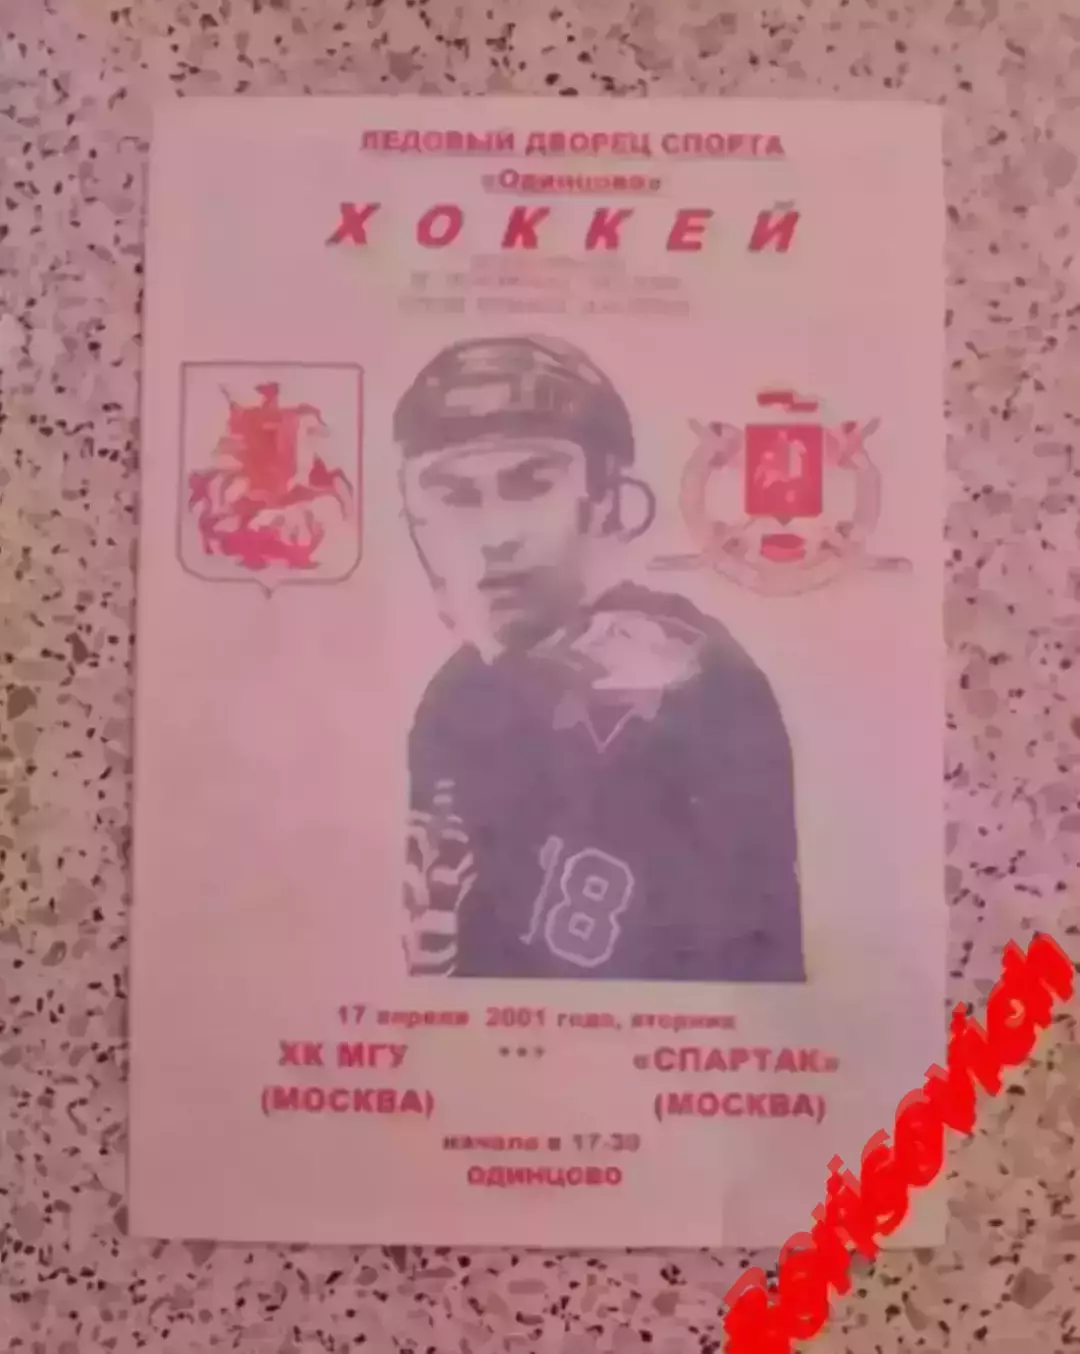 ЛЕДОВЫЙ ДВОРЕЦ СПОРТА
«Одинцово»
ХОККЕЙ
18
17 апреля 2001 года, вторник
ХК МГУ *** «СПАРТАК»
(МОСКВА) (МОСКВА)
начало в 17-30
ОДИНЦОВО
Borisovich